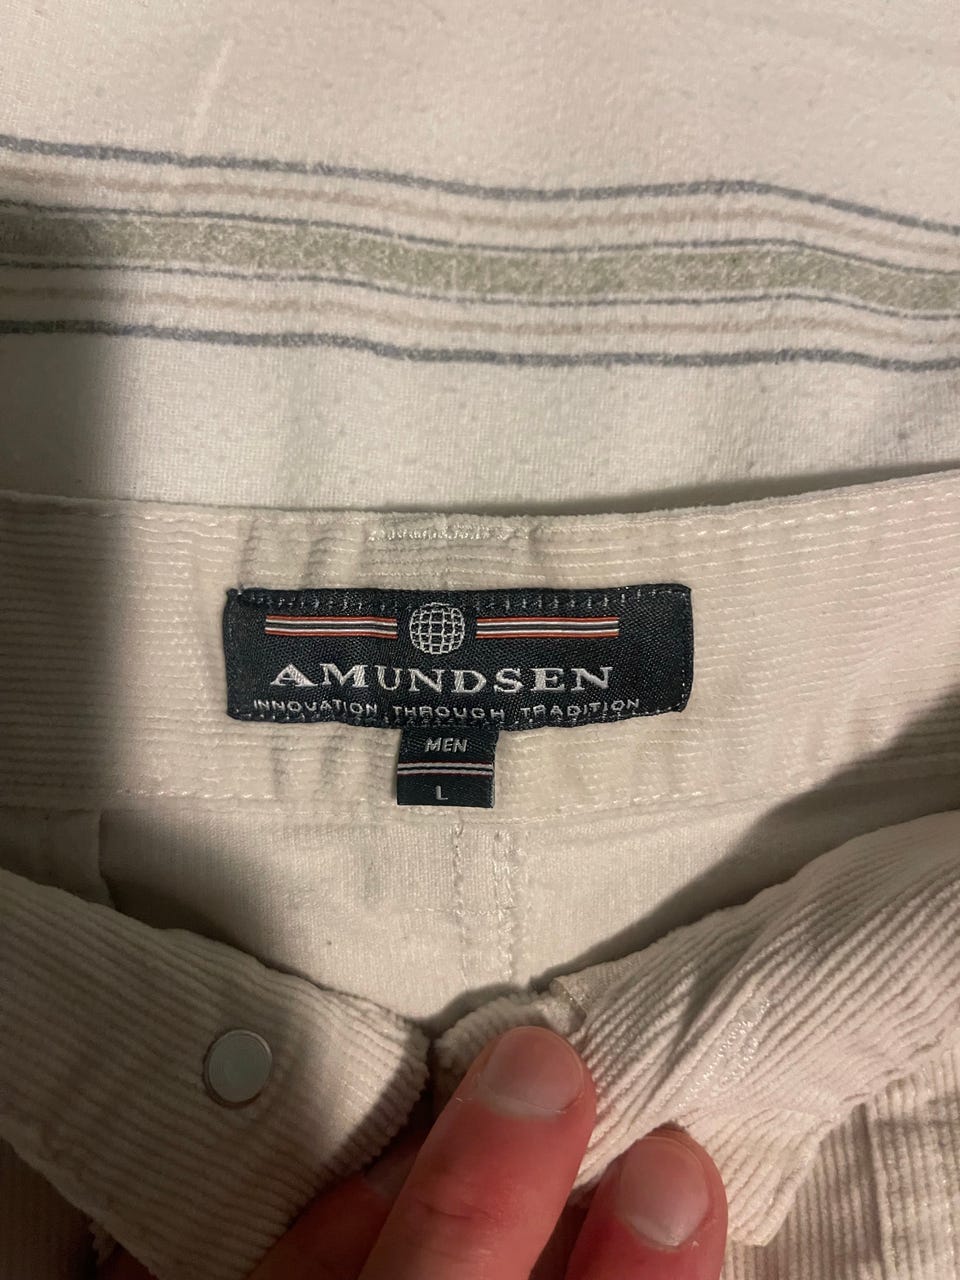 AMUNDSEN
INNOVATION THROUGH TRADITION
MEN
L